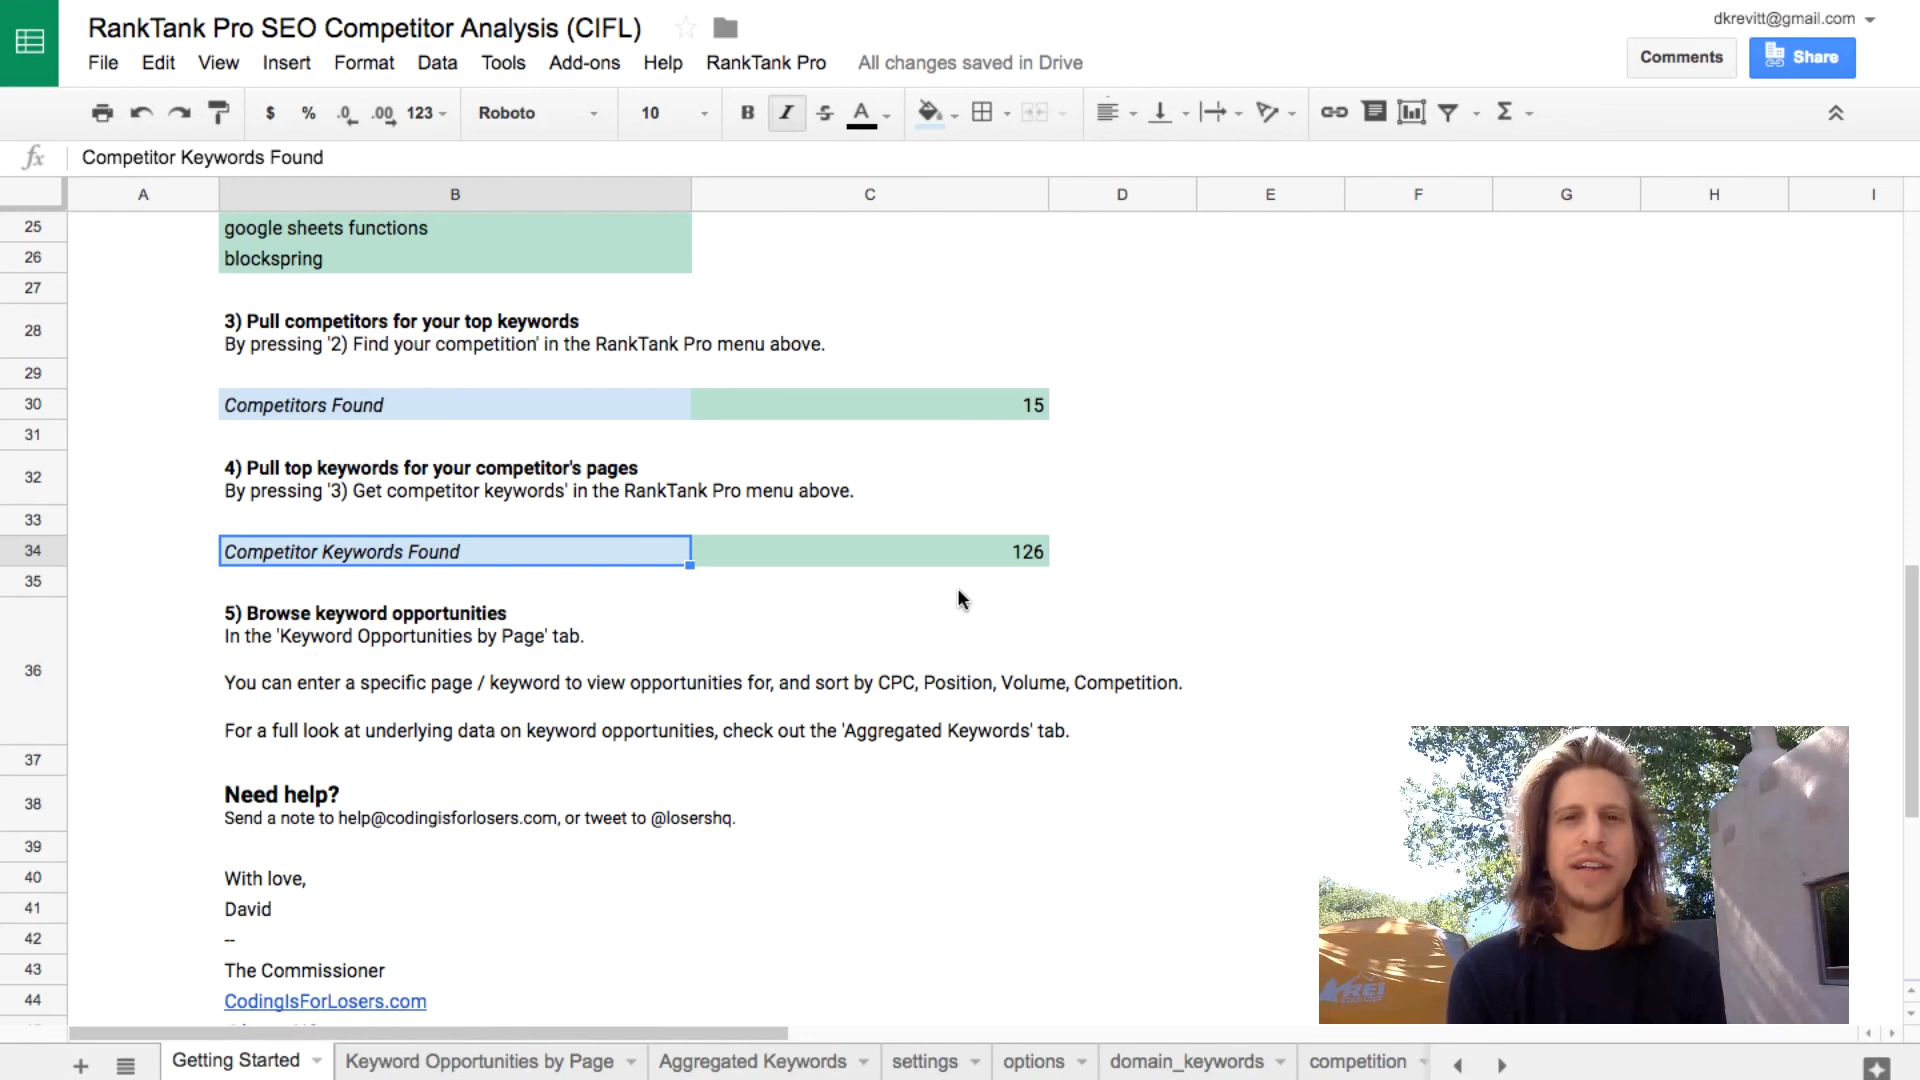 RankTank Pro SEO Competitor Analysis (CIFL)
dkrevitt@gmail.com
File Edit View Insert Format Data Tools Add-ons Help RankTank Pro All changes saved in Drive
Comments
Share
$ % .0 .00 123 Roboto 10 B I S A Σ
fx Competitor Keywords Found
A B C D E F G H I
25 google sheets functions
26 blockspring
27
3) Pull competitors for your top keywords
28
By pressing '2) Find your competition' in the RankTank Pro menu above.
29
30 Competitors Found 15
31
4) Pull top keywords for your competitor's pages
32
By pressing '3) Get competitor keywords' in the RankTank Pro menu above.
33
34 Competitor Keywords Found 126
35
5) Browse keyword opportunities
In the 'Keyword Opportunities by Page' tab.
36
You can enter a specific page / keyword to view opportunities for, and sort by CPC, Position, Volume, Competition.
For a full look at underlying data on keyword opportunities, check out the 'Aggregated Keywords' tab.
37
Need help?
38
Send a note to help@codingisforlosers.com, or tweet to @losershq.
39
40 With love,
41 David
42 --
43 The Commissioner
44 CodingIsForLosers.com
REI
CO·OP
+ Getting Started Keyword Opportunities by Page Aggregated Keywords settings options domain_keywords competition